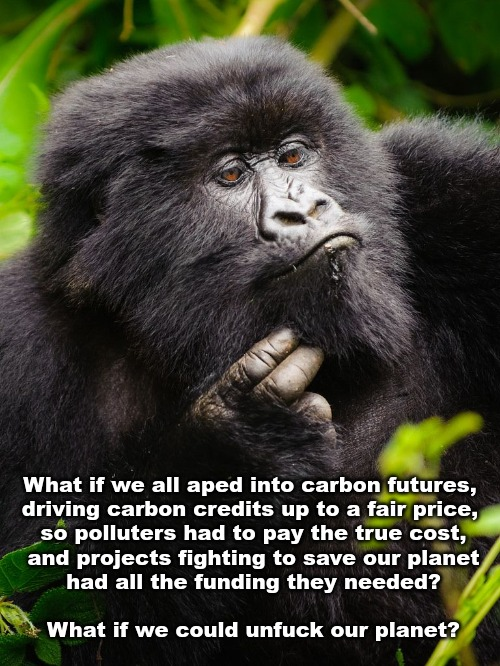 What if we all aped into carbon futures,
driving carbon credits up to a fair price,
so polluters had to pay the true cost,
and projects fighting to save our planet
had all the funding they needed?
What if we could unfuck our planet?